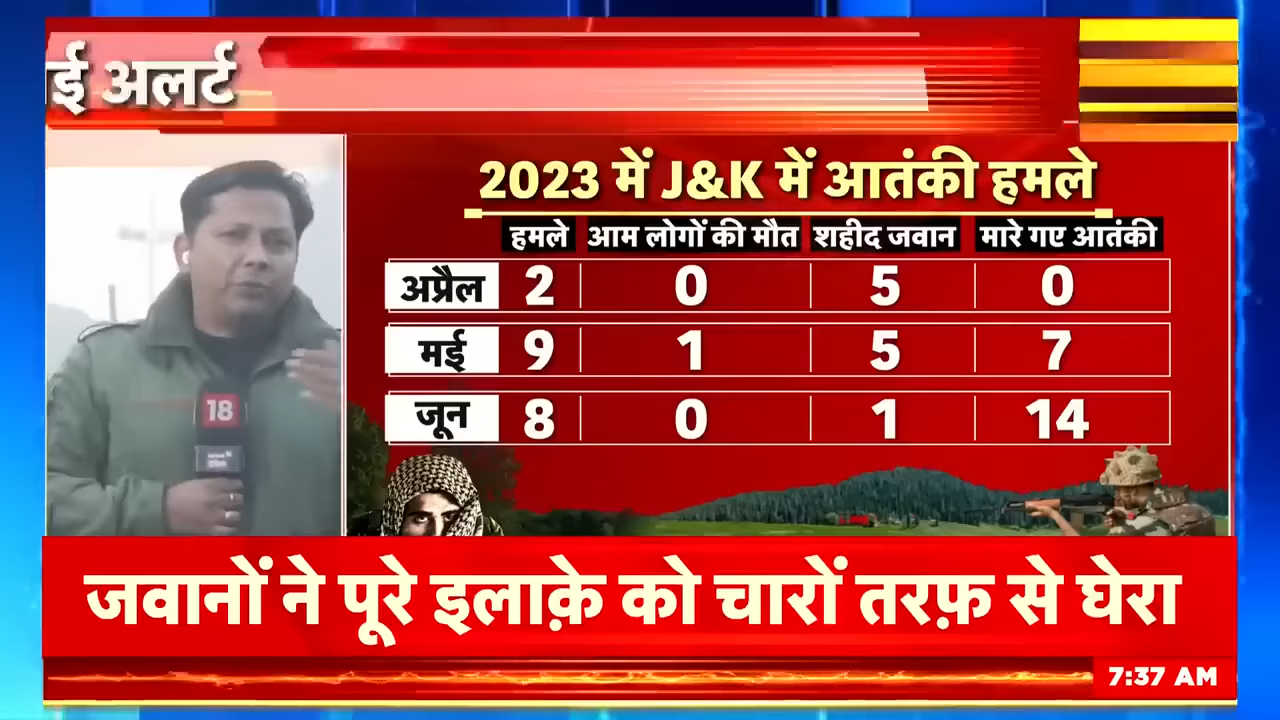 ई अलर्ट
2023 में J&K में आतंकी हमले
हमले आम लोगों की मौत शहीद जवान मारे गए आतंकी
अप्रैल 2 0 5 0
मई 9 1 5 7
जून 8 0 1 14
18
जवानों ने पूरे इलाक़े को चारों तरफ़ से घेरा
7:37 AM